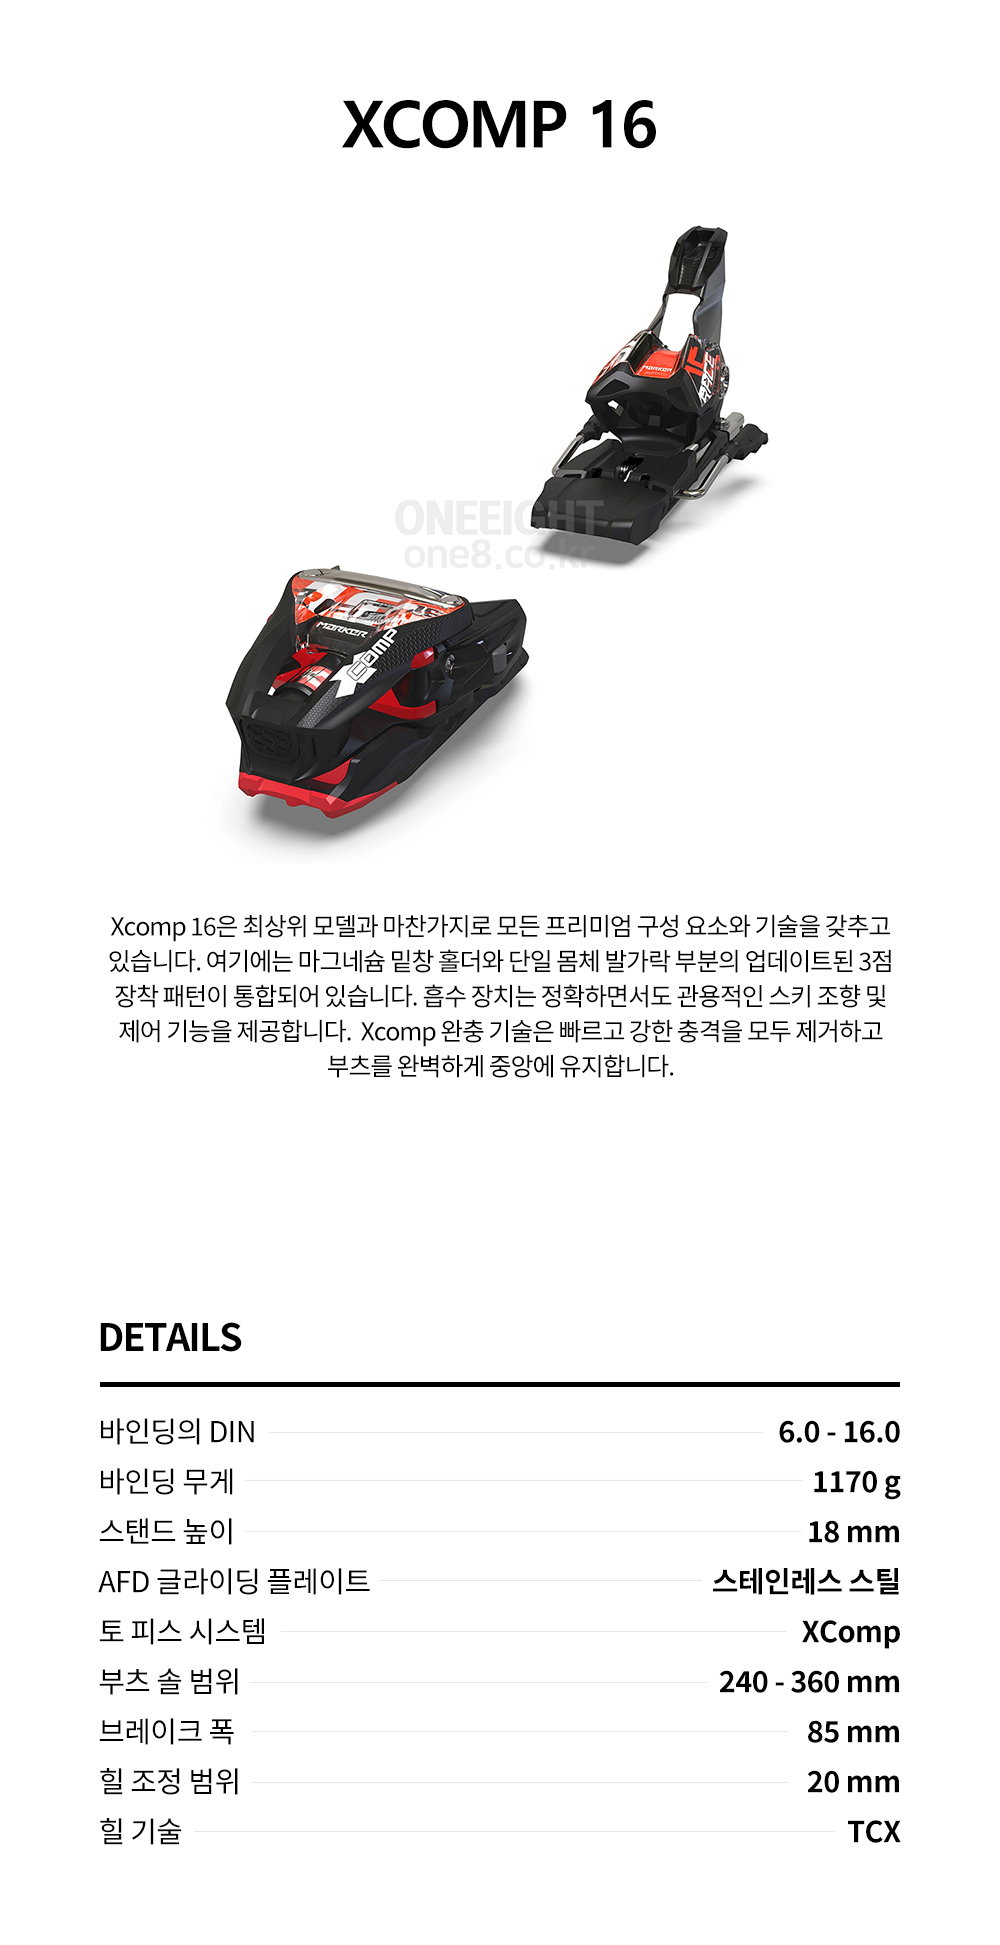 XCOMP 16
MARKER
RACE
ONEEIGHT
one8.co.kr
MARKER
COMP
Xcomp 16은 최상위 모델과 마찬가지로 모든 프리미엄 구성 요소와 기술을 갖추고
있습니다. 여기에는 마그네슘 밑창 홀더와 단일 몸체 발가락 부분의 업데이트된 3점
장착 패턴이 통합되어 있습니다. 흡수 장치는 정확하면서도 관용적인 스키 조향 및
제어 기능을 제공합니다. Xcomp 완충 기술은 빠르고 강한 충격을 모두 제거하고
부츠를 완벽하게 중앙에 유지합니다.
DETAILS
바인딩의 DIN 6.0 - 16.0
바인딩 무게 1170 g
스탠드 높이 18 mm
AFD 글라이딩 플레이트 스테인레스 스틸
토 피스 시스템 XComp
부츠 솔 범위 240 - 360 mm
브레이크 폭 85 mm
힐 조정 범위 20 mm
힐 기술 TCX